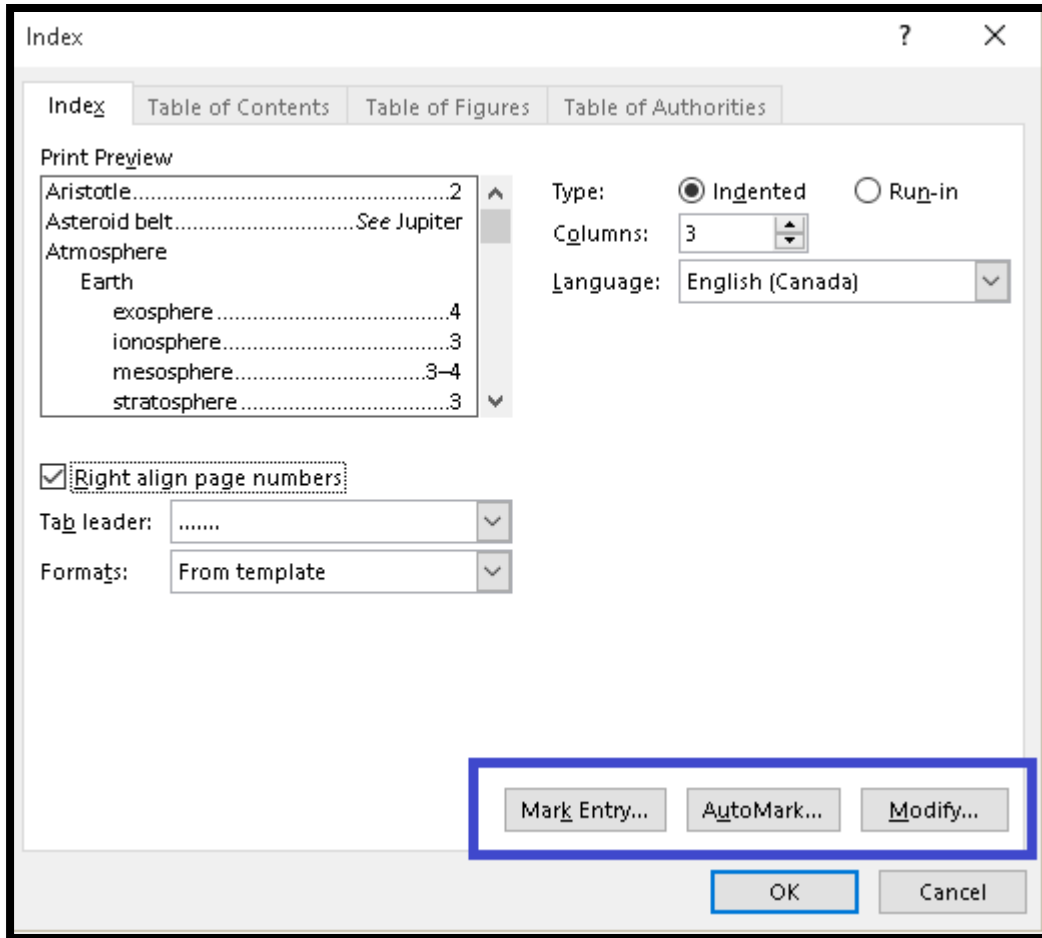 Index ? ×
Index Table of Contents Table of Figures Table of Authorities
Print Preview
Aristotle.............................................2
Asteroid belt..........................See Jupiter
Atmosphere
Earth
exosphere.................................4
ionosphere................................3
mesosphere...........................3–4
stratosphere..............................3
Type: Indented Run-in
Columns: 3
Language: English (Canada)
Right align page numbers
Tab leader: .......
Formats: From template
Mark Entry... AutoMark... Modify...
OK Cancel